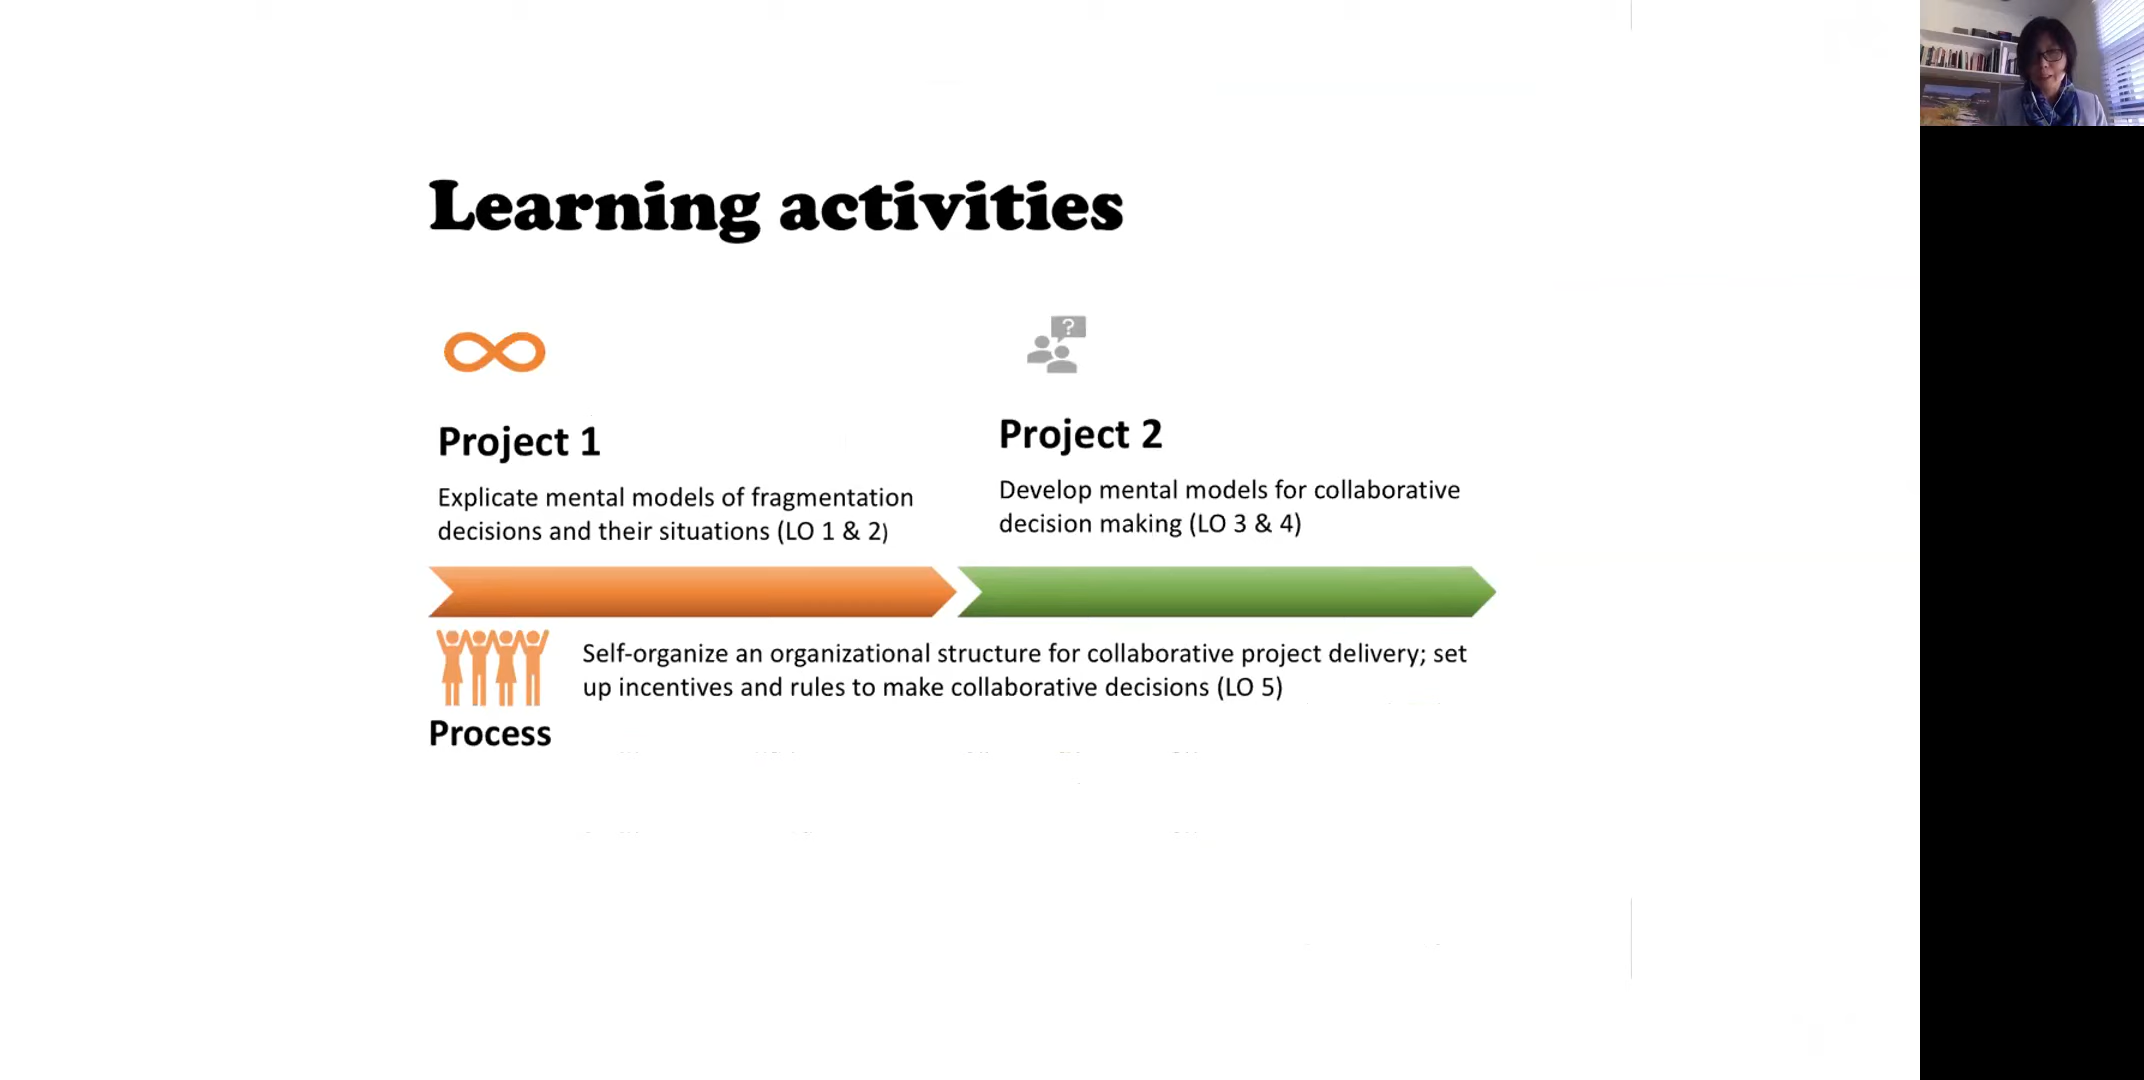 Learning activities
?
Project 1
Explicate mental models of fragmentation
decisions and their situations (LO 1 & 2)
Project 2
Develop mental models for collaborative
decision making (LO 3 & 4)
Self-organize an organizational structure for collaborative project delivery; set
up incentives and rules to make collaborative decisions (LO 5)
Process